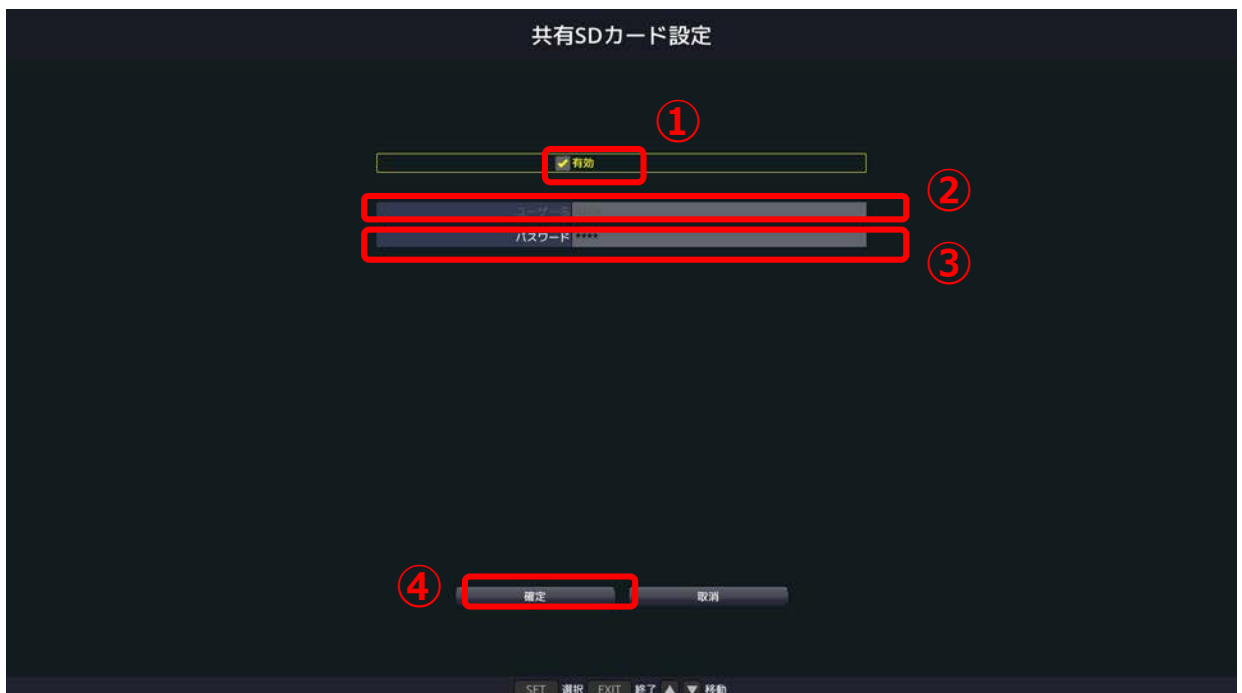 共有SDカード設定
①
有効
②
ユーザー名
パスワード ****
③
④
確定 取消
SET 選択 EXIT 終了 ▲ ▼ 移動